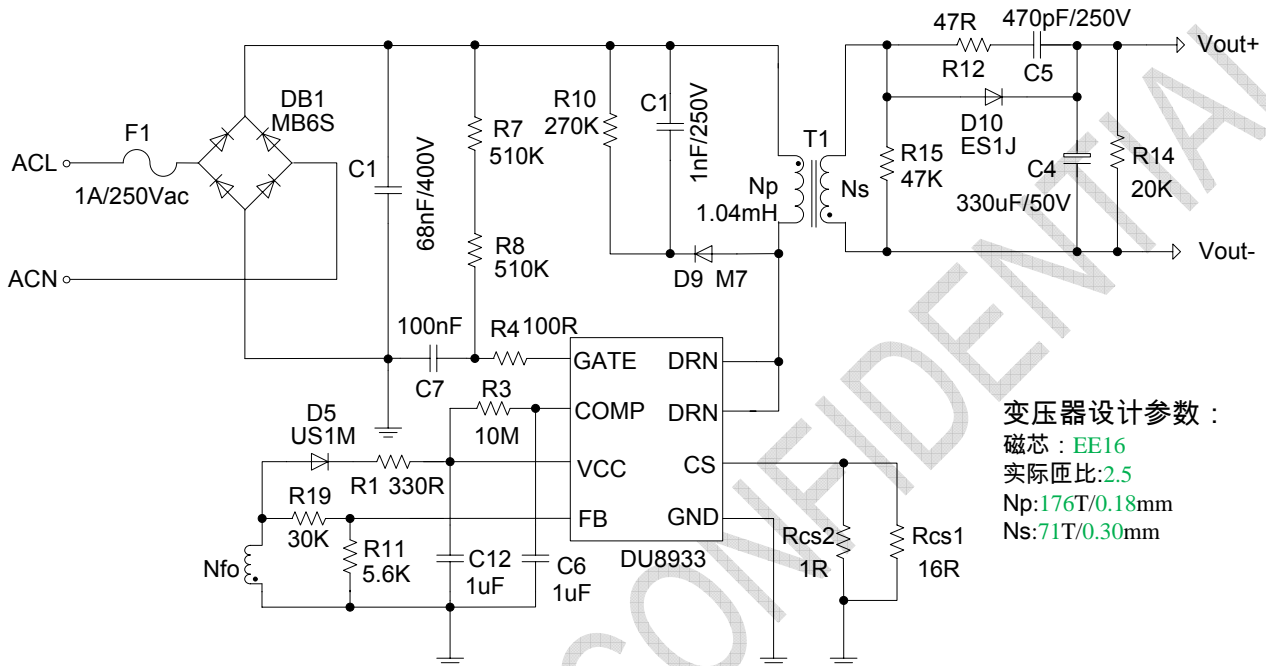 47R
470pF/250V
Vout+
R12
C5
DB1
MB6S
R10
270K
C1
1nF/250V
F1
R7
510K
D10
ES1J
T1
ACL
1A/250Vac
C1
68nF/400V
R15
47K
C4
330uF/50V
R14
20K
Np
1.04mH
Ns
R8
510K
ACN
D9 M7
Vout-
100nF
R4
100R
C7
GATE
DRN
R3
10M
COMP
DRN
D5
US1M
R1 330R
VCC
CS
R19
30K
FB
GND
R11
5.6K
C12
1uF
C6
1uF
DU8933
Rcs2
1R
Rcs1
16R
Nfo
变压器设计参数：
磁芯：EE16
实际匝比:2.5
Np:176T/0.18mm
Ns:71T/0.30mm
CONFIDENTIAL